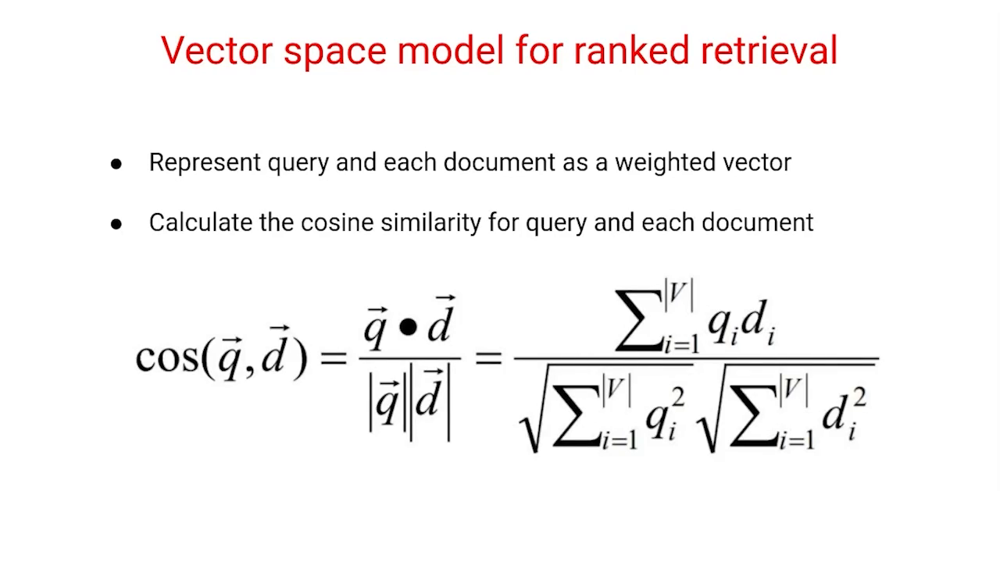 Vector space model for ranked retrieval
● Represent query and each document as a weighted vector
● Calculate the cosine similarity for query and each document
$\cos(\vec{q}, \vec{d}) = \frac{\vec{q} \bullet \vec{d}}{|\vec{q}||\vec{d}|} = \frac{\sum_{i=1}^{|V|} q_i d_i}{\sqrt{\sum_{i=1}^{|V|} q_i^2} \sqrt{\sum_{i=1}^{|V|} d_i^2}}$